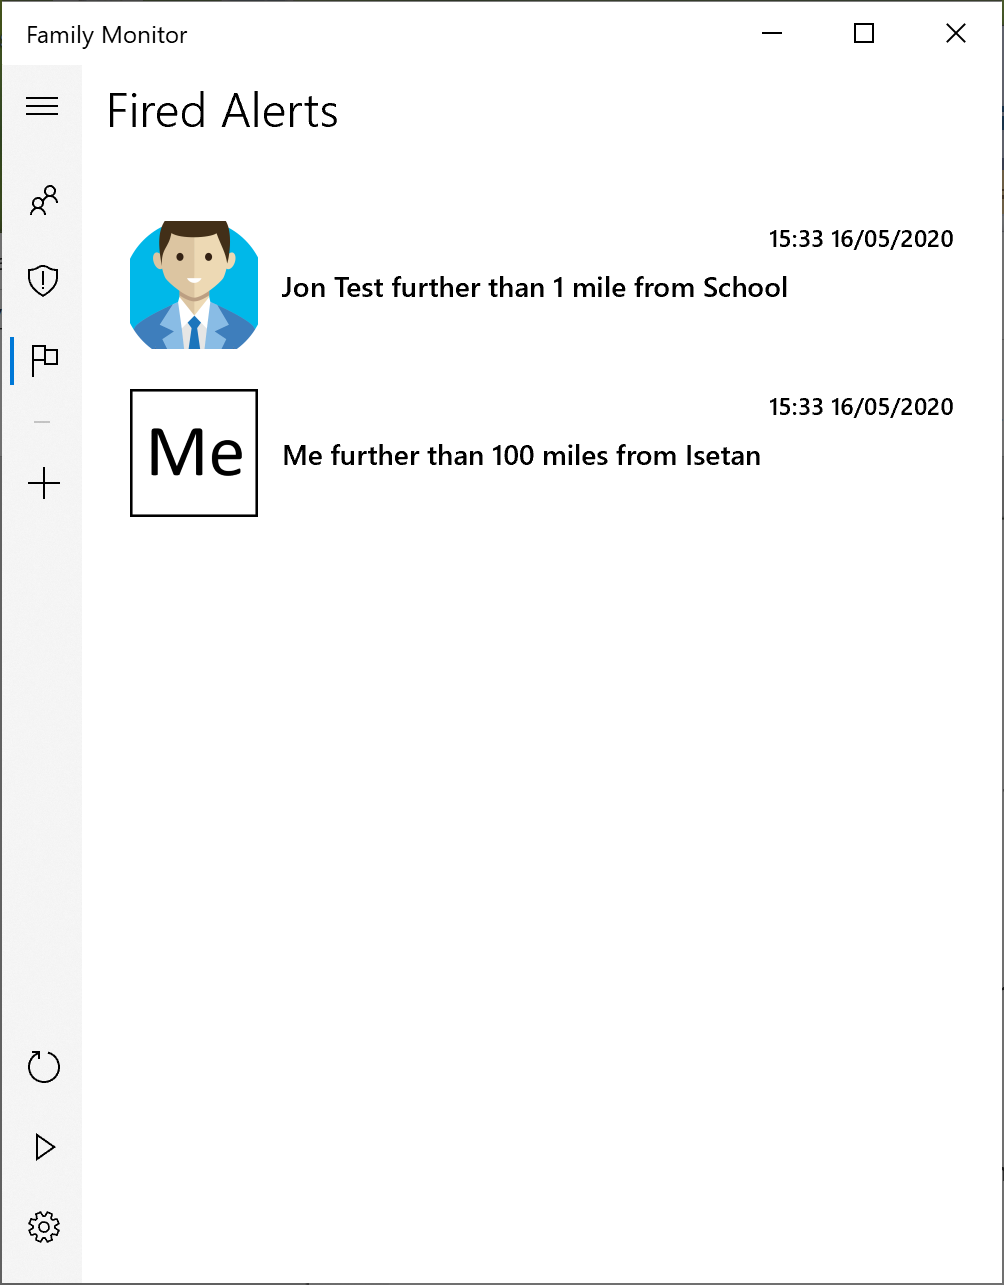 Family Monitor
Fired Alerts
15:33 16/05/2020
Jon Test further than 1 mile from School
15:33 16/05/2020
Me
Me further than 100 miles from Isetan